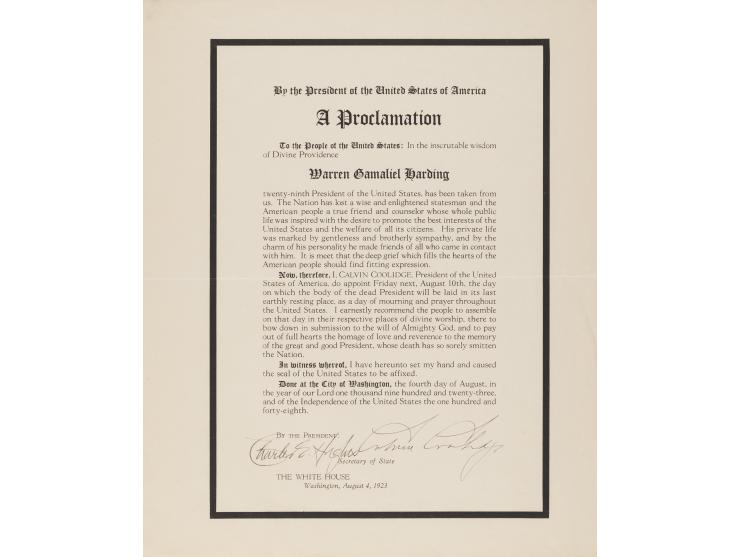 By the President of the United States of America
A Proclamation
To the People of the United States: In the inscrutable wisdom
of Divine Providence
Warren Gamaliel Harding
twenty-ninth President of the United States, has been taken from
us. The Nation has lost a wise and enlightened statesman and the
American people a true friend and counselor whose whole public
life was inspired with the desire to promote the best interests of the
United States and the welfare of all its citizens. His private life
was marked by gentleness and brotherly sympathy, and by the
charm of his personality he made friends of all who came in contact
with him. It is meet that the deep grief which fills the hearts of the
American people should find fitting expression.
Now, therefore, I, CALVIN COOLIDGE, President of the United
States of America, do appoint Friday next, August 10th, the day
on which the body of the dead President will be laid in its last
earthly resting place, as a day of mourning and prayer throughout
the United States. I earnestly recommend the people to assemble
on that day in their respective places of divine worship, there to
bow down in submission to the will of Almighty God, and to pay
out of full hearts the homage of love and reverence to the memory
of the great and good President, whose death has so sorely smitten
the Nation.
In witness whereof, I have hereunto set my hand and caused
the seal of the United States to be affixed.
Done at the City of Washington, the fourth day of August, in
the year of our Lord one thousand nine hundred and twenty-three,
and of the Independence of the United States the one hundred and
forty-eighth.
BY THE PRESIDENT:
Charles E. Hughes Calvin Coolidge
Secretary of State
THE WHITE HOUSE
Washington, August 4, 1923